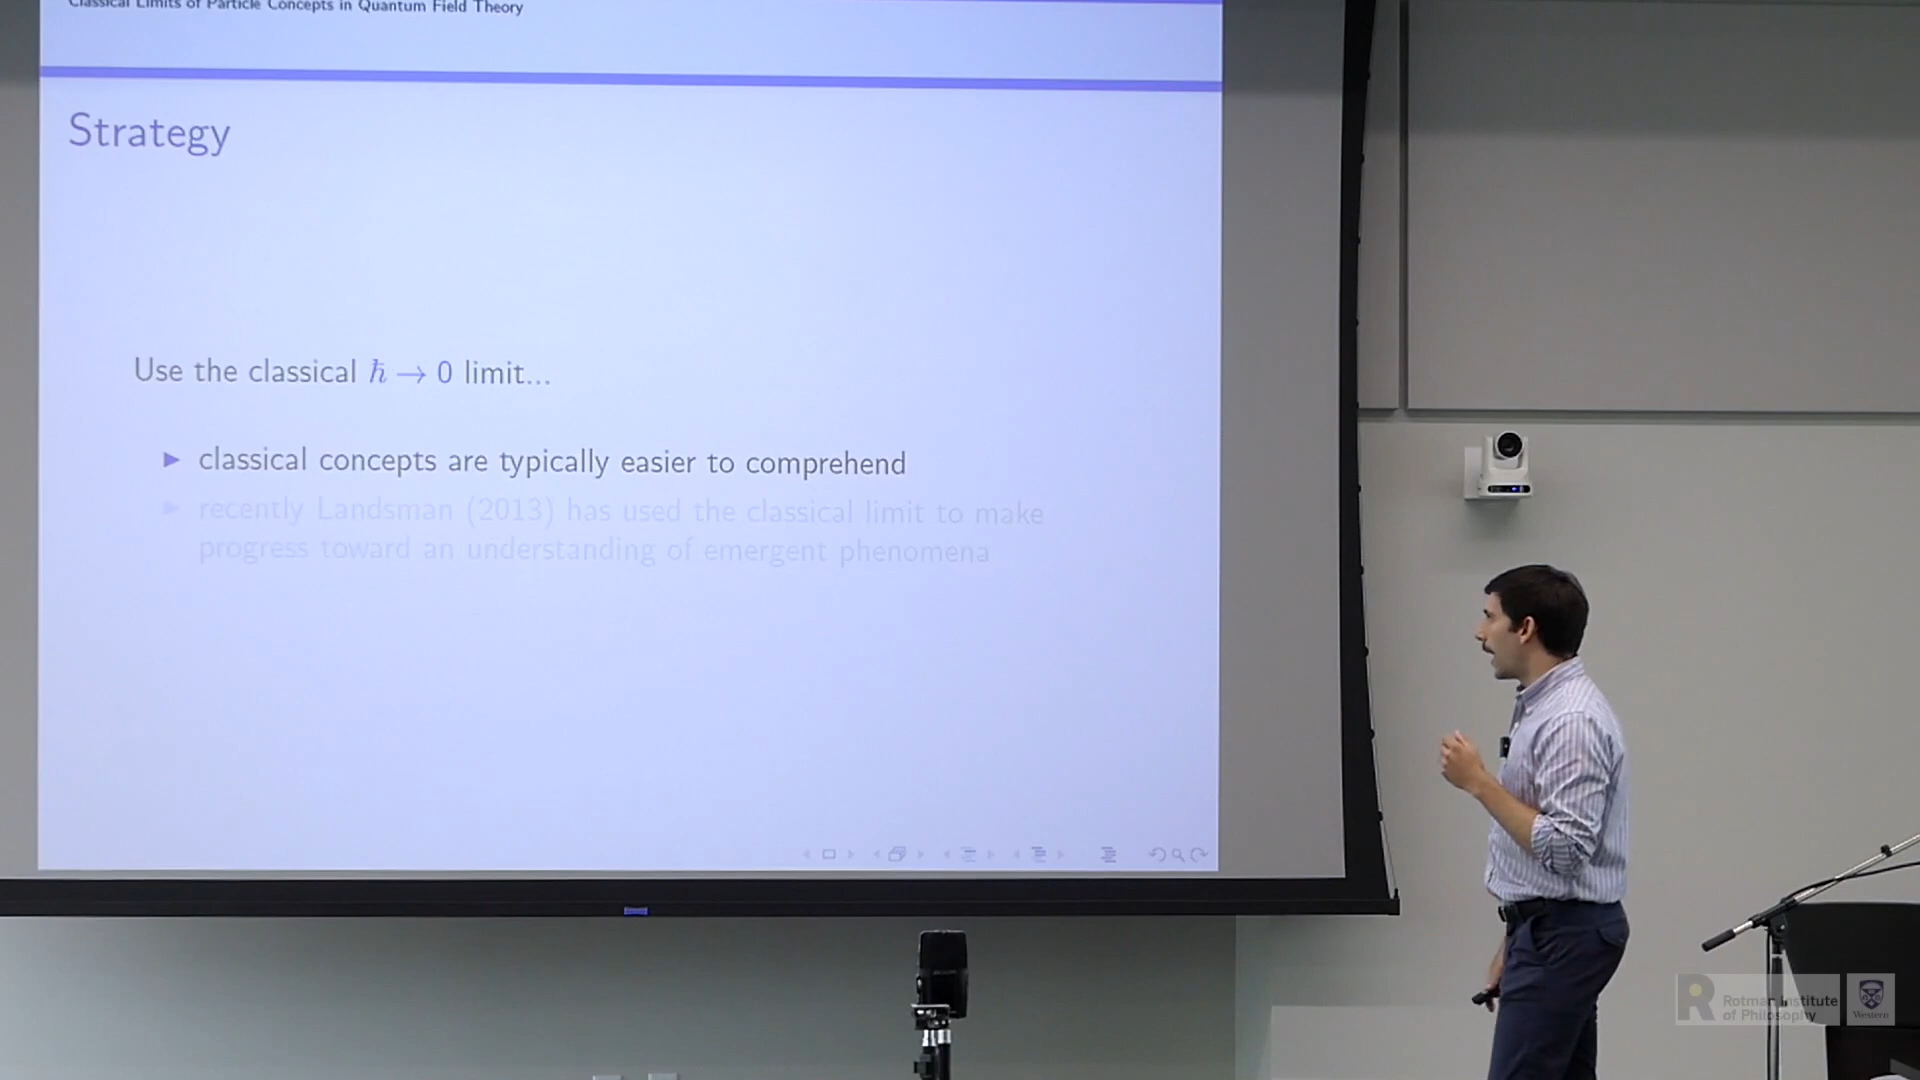 Classical Limits of Particle Concepts in Quantum Field Theory
Strategy
Use the classical ℏ → 0 limit...
▶ classical concepts are typically easier to comprehend
▶ recently Landsman (2013) has used the classical limit to make
progress toward an understanding of emergent phenomena
R Rotman Institute
of Philosophy
Western